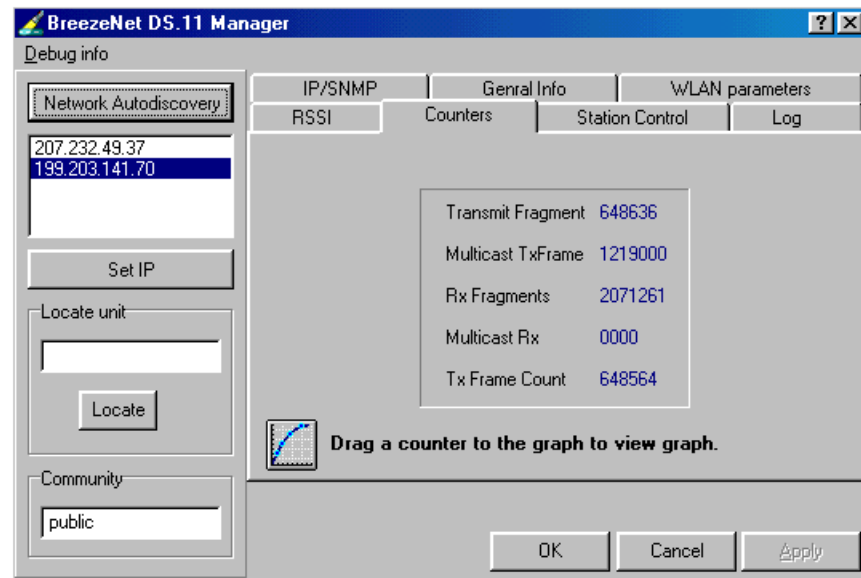 BreezeNet DS.11 Manager
Debug info
Network Autodiscovery
207.232.49.37
199.203.141.70
Set IP
Locate unit
Locate
Community
public
IP/SNMP
Genral Info
WLAN parameters
RSSI
Counters
Station Control
Log
Transmit Fragment 648636
Multicast TxFrame 1219000
Rx Fragments 2071261
Multicast Rx 0000
Tx Frame Count 648564
Drag a counter to the graph to view graph.
OK
Cancel
Apply